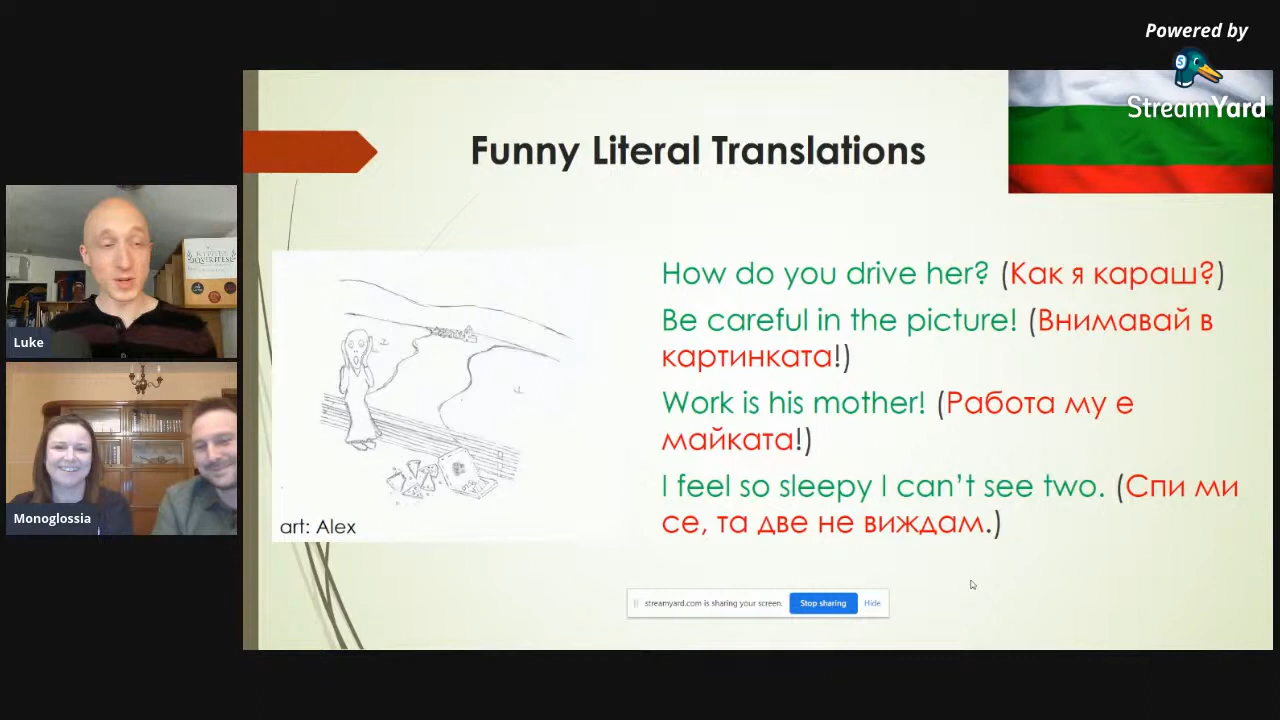 Powered by
StreamYard
Funny Literal Translations
How do you drive her? (Как я караш?)
Be careful in the picture! (Внимавай в
картинката!)
Work is his mother! (Работа му е
майката!)
I feel so sleepy I can't see two. (Спи ми
се, та две не виждам.)
art: Alex
Luke
Monoglossia
streamyard.com is sharing your screen.
Stop sharing
Hide